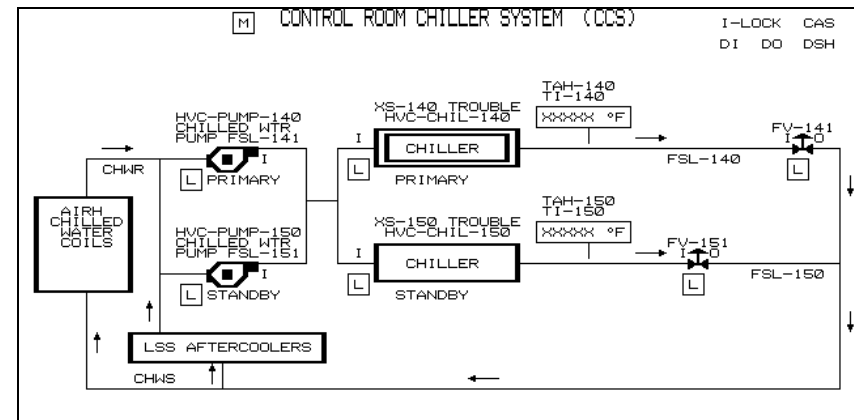 M CONTROL ROOM CHILLER SYSTEM (CCS)
I-LOCK CAS
DI DO DSH
HVC-PUMP-140
CHILLED WTR
PUMP FSL-141
I
L PRIMARY
CHWR
XS-140 TROUBLE
HVC-CHIL-140
I
L
CHILLER
PRIMARY
TAH-140
TI-140
XXXXX °F
FSL-140
FV-141
I O
L
AIRH
CHILLED
WATER
COILS
HVC-PUMP-150
CHILLED WTR
PUMP FSL-151
I
L STANDBY
XS-150 TROUBLE
HVC-CHIL-150
I
L
CHILLER
STANDBY
TAH-150
TI-150
XXXXX °F
FV-151
I O
L
FSL-150
LSS AFTERCOOLERS
CHWS